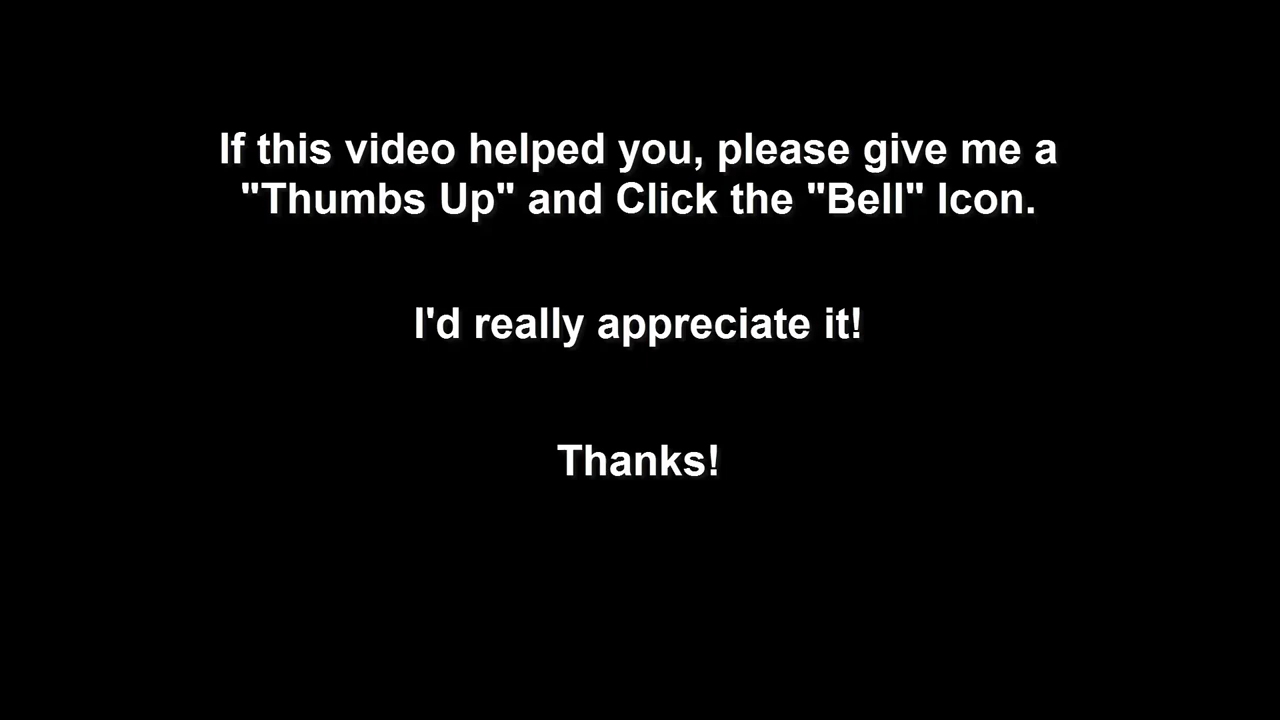 If this video helped you, please give me a
"Thumbs Up" and Click the "Bell" Icon.
I'd really appreciate it!
Thanks!